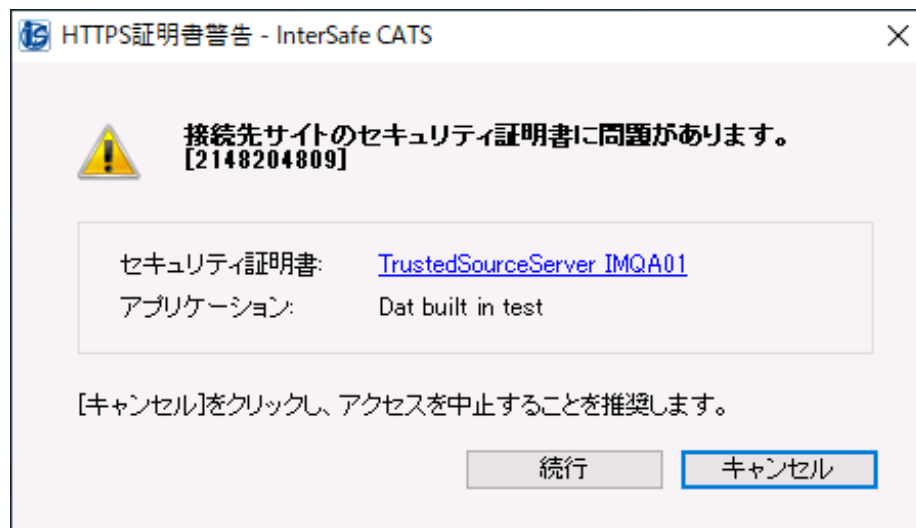 HTTPS証明書警告 - InterSafe CATS
接続先サイトのセキュリティ証明書に問題があります。
[2148204809]
セキュリティ証明書: TrustedSourceServer_IMQA01
アプリケーション: Dat built in test
[キャンセル]をクリックし、アクセスを中止することを推奨します。
続行 キャンセル